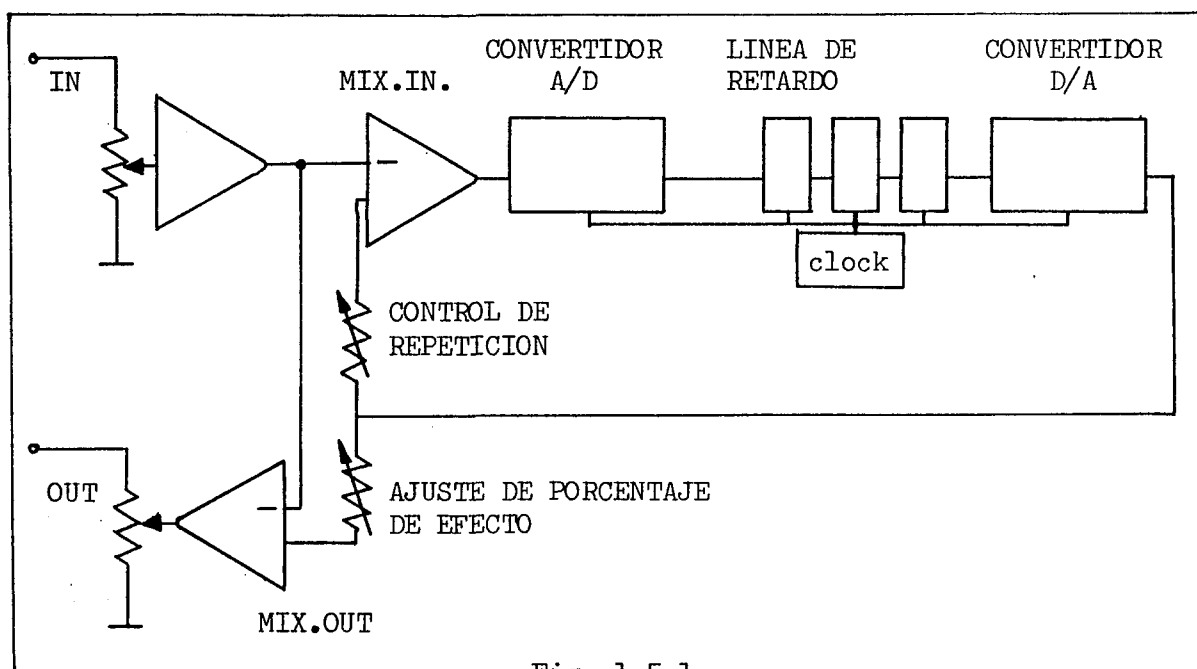 CONVERTIDOR
A/D
LINEA DE
RETARDO
CONVERTIDOR
D/A
IN
MIX.IN.
clock
CONTROL DE
REPETICION
OUT
AJUSTE DE PORCENTAJE
DE EFECTO
MIX.OUT